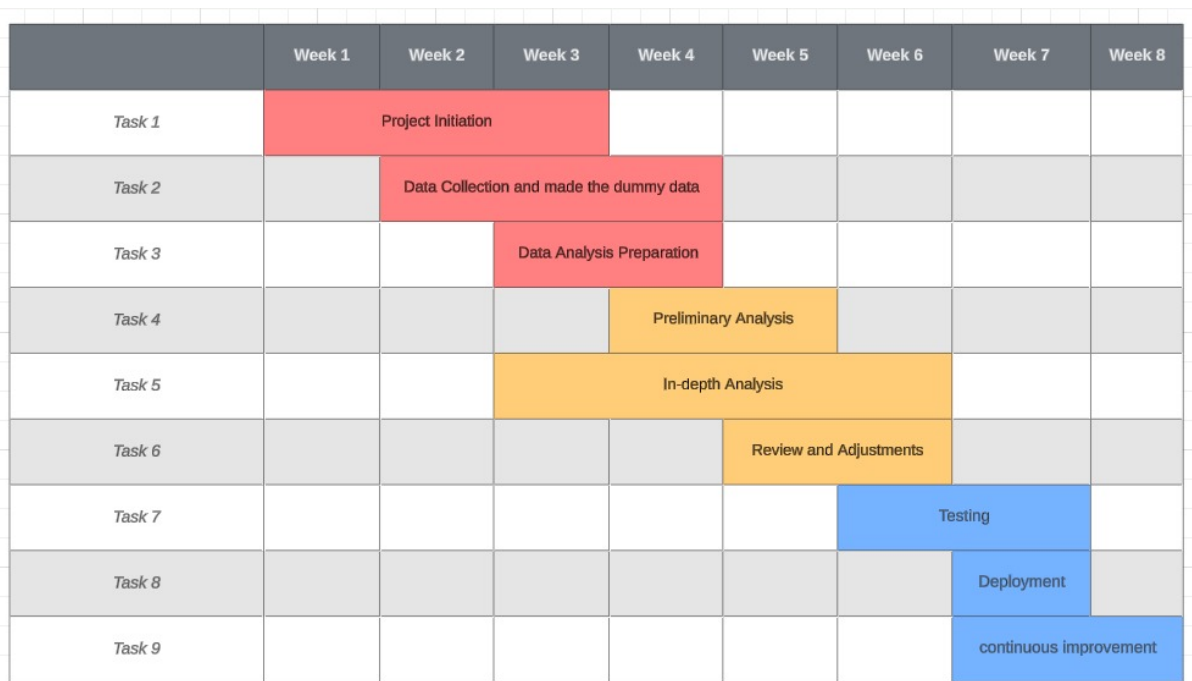 Week 1 Week 2 Week 3 Week 4 Week 5 Week 6 Week 7 Week 8
Task 1 Project Initiation
Task 2 Data Collection and made the dummy data
Task 3 Data Analysis Preparation
Task 4 Preliminary Analysis
Task 5 In-depth Analysis
Task 6 Review and Adjustments
Task 7 Testing
Task 8 Deployment
Task 9 continuous improvement